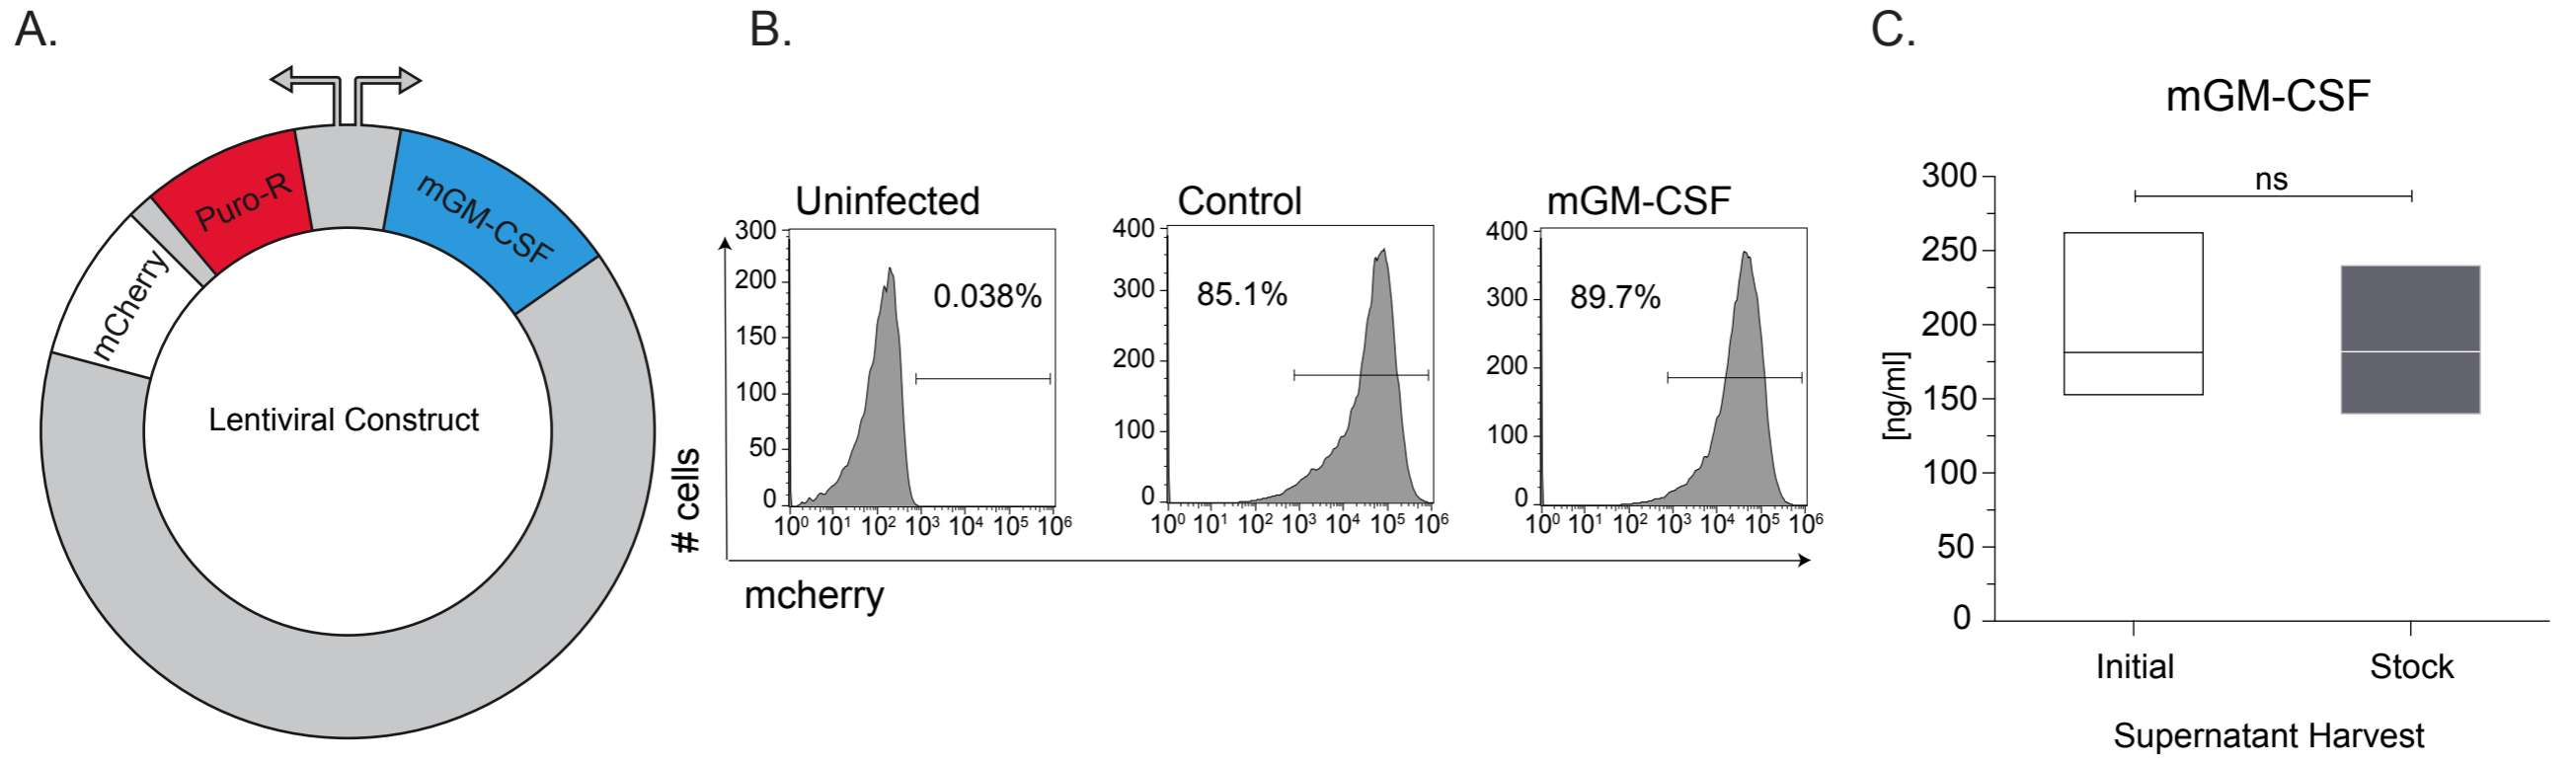 A.
Puro-R
mGM-CSF
mCherry
Lentiviral Construct
B.
Uninfected
300
200
150
100
50
0
0.038%
10⁰ 10¹ 10² 10³ 10⁴ 10⁵ 10⁶
Control
400
300
200
100
0
85.1%
10⁰ 10¹ 10² 10³ 10⁴ 10⁵ 10⁶
mGM-CSF
400
300
200
100
0
89.7%
10⁰ 10¹ 10² 10³ 10⁴ 10⁵ 10⁶
# cells
mcherry
C.
mGM-CSF
ns
300
250
200
150
100
50
0
[ng/ml]
Initial
Stock
Supernatant Harvest